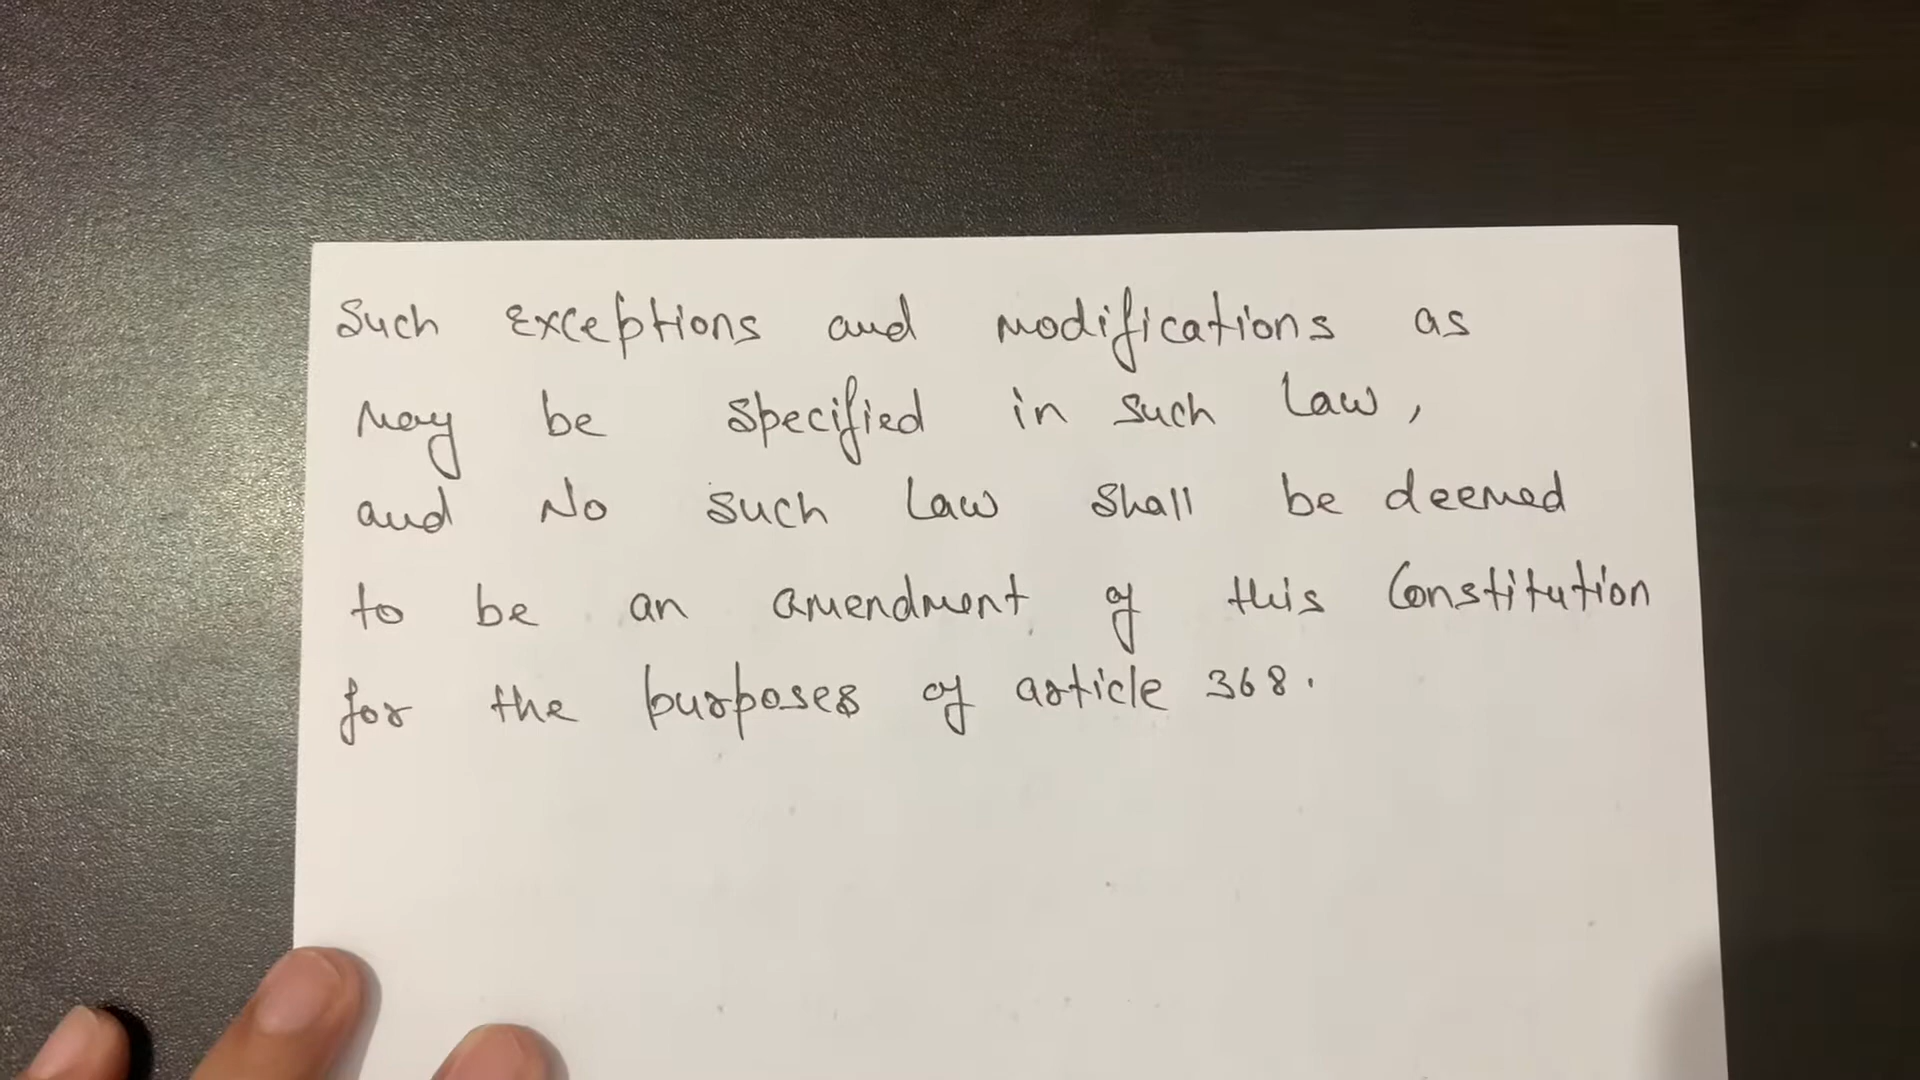 Such exceptions and modifications as
may be specified in such law,
and No such law shall be deemed
to be an amendment of this Constitution
for the purposes of article 368.